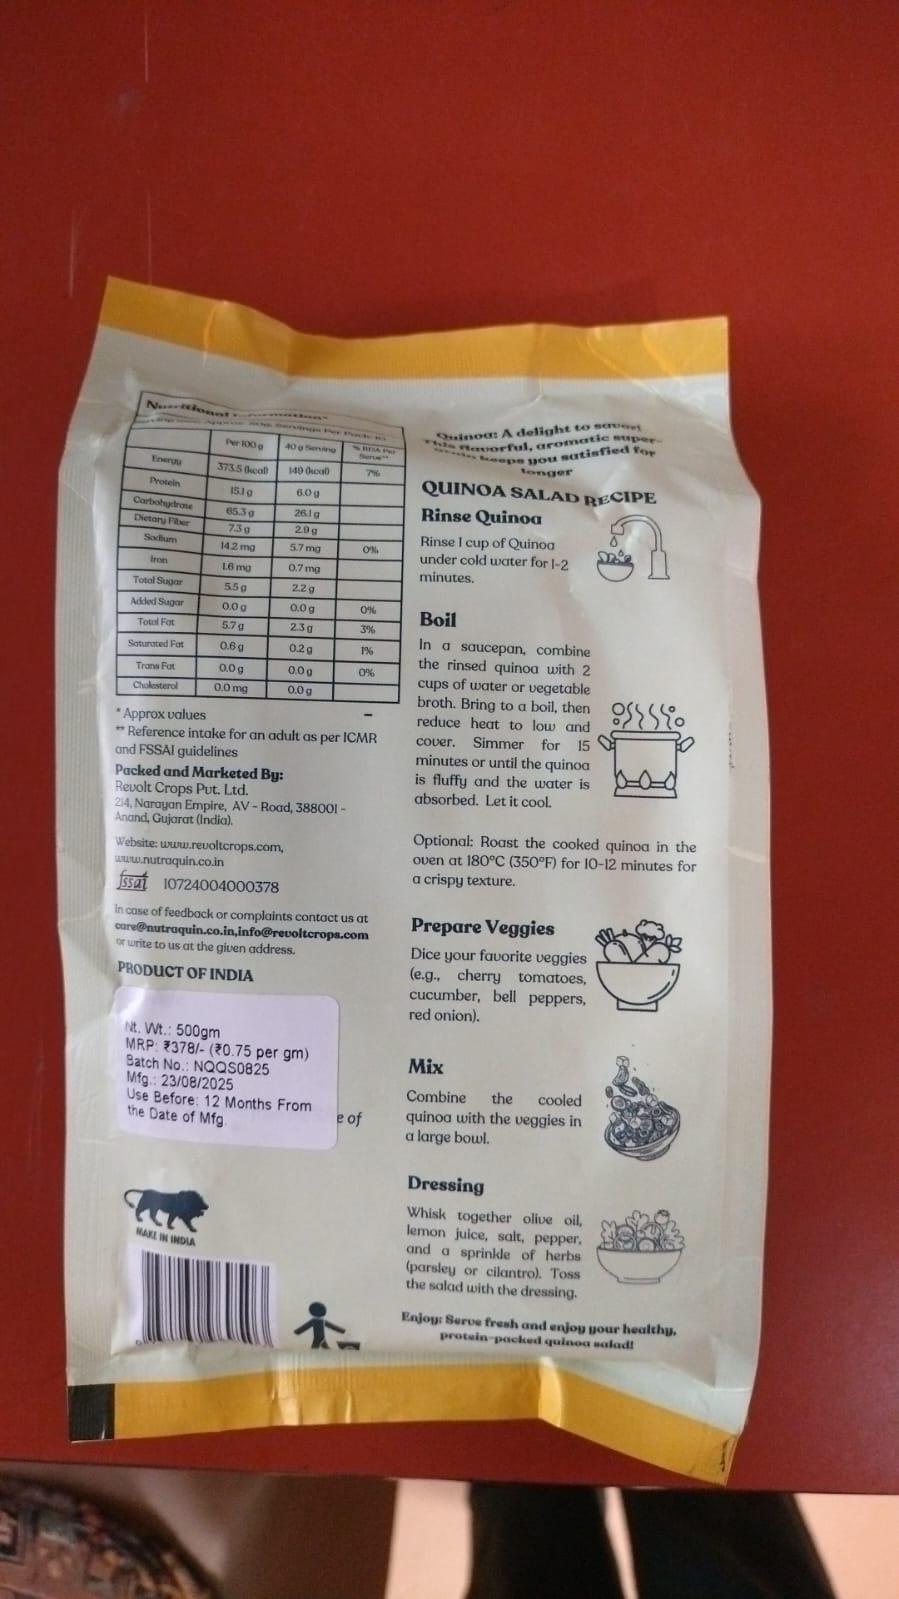 Nutritional Information*
Approx Servings Per Pack
Per 100 g 40 g Serving % RDA Per Serve**
Energy 373.5 (kcal) 149 (kcal) 7%
Protein 15.1 g 6.0 g
Carbohydrate 65.3 g 26.1 g
Dietary Fiber 7.3 g 2.9 g
Sodium 14.2 mg 5.7 mg 0%
Iron 1.6 mg 0.7 mg
Total Sugar 5.5 g 2.2 g
Added Sugar 0.0 g 0.0 g 0%
Total Fat 5.7 g 2.3 g 3%
Saturated Fat 0.6 g 0.2 g 1%
Trans Fat 0.0 g 0.0 g 0%
Cholesterol 0.0 mg 0.0 g –
* Approx values
** Reference intake for an adult as per ICMR
and FSSAI guidelines
Packed and Marketed By:
Revolt Crops Pvt. Ltd.
214, Narayan Empire, AV - Road, 388001 -
Anand, Gujarat (India).
Website: www.revoltcrops.com,
www.nutraquin.co.in
fssai 10724004000378
In case of feedback or complaints contact us at
care@nutraquin.co.in,info@revoltcrops.com
or write to us at the given address.
PRODUCT OF INDIA
Nt. Wt.: 500gm
MRP: ₹378/- (₹0.75 per gm)
Batch No.: NQQS0825
Mfg.: 23/08/2025
Use Before: 12 Months From
the Date of Mfg.
e of
MAKE IN INDIA
Quinoa: A delight to savor!
This flavorful, aromatic super-
grain keeps you satisfied for
longer
QUINOA SALAD RECIPE
Rinse Quinoa
Rinse 1 cup of Quinoa
under cold water for 1-2
minutes.
Boil
In a saucepan, combine
the rinsed quinoa with 2
cups of water or vegetable
broth. Bring to a boil, then
reduce heat to low and
cover. Simmer for 15
minutes or until the quinoa
is fluffy and the water is
absorbed. Let it cool.
Optional: Roast the cooked quinoa in the
oven at 180°C (350°F) for 10-12 minutes for
a crispy texture.
Prepare Veggies
Dice your favorite veggies
(e.g., cherry tomatoes,
cucumber, bell peppers,
red onion).
Mix
Combine the cooled
quinoa with the veggies in
a large bowl.
Dressing
Whisk together olive oil,
lemon juice, salt, pepper,
and a sprinkle of herbs
(parsley or cilantro). Toss
the salad with the dressing.
Enjoy: Serve fresh and enjoy your healthy,
protein-packed quinoa salad!